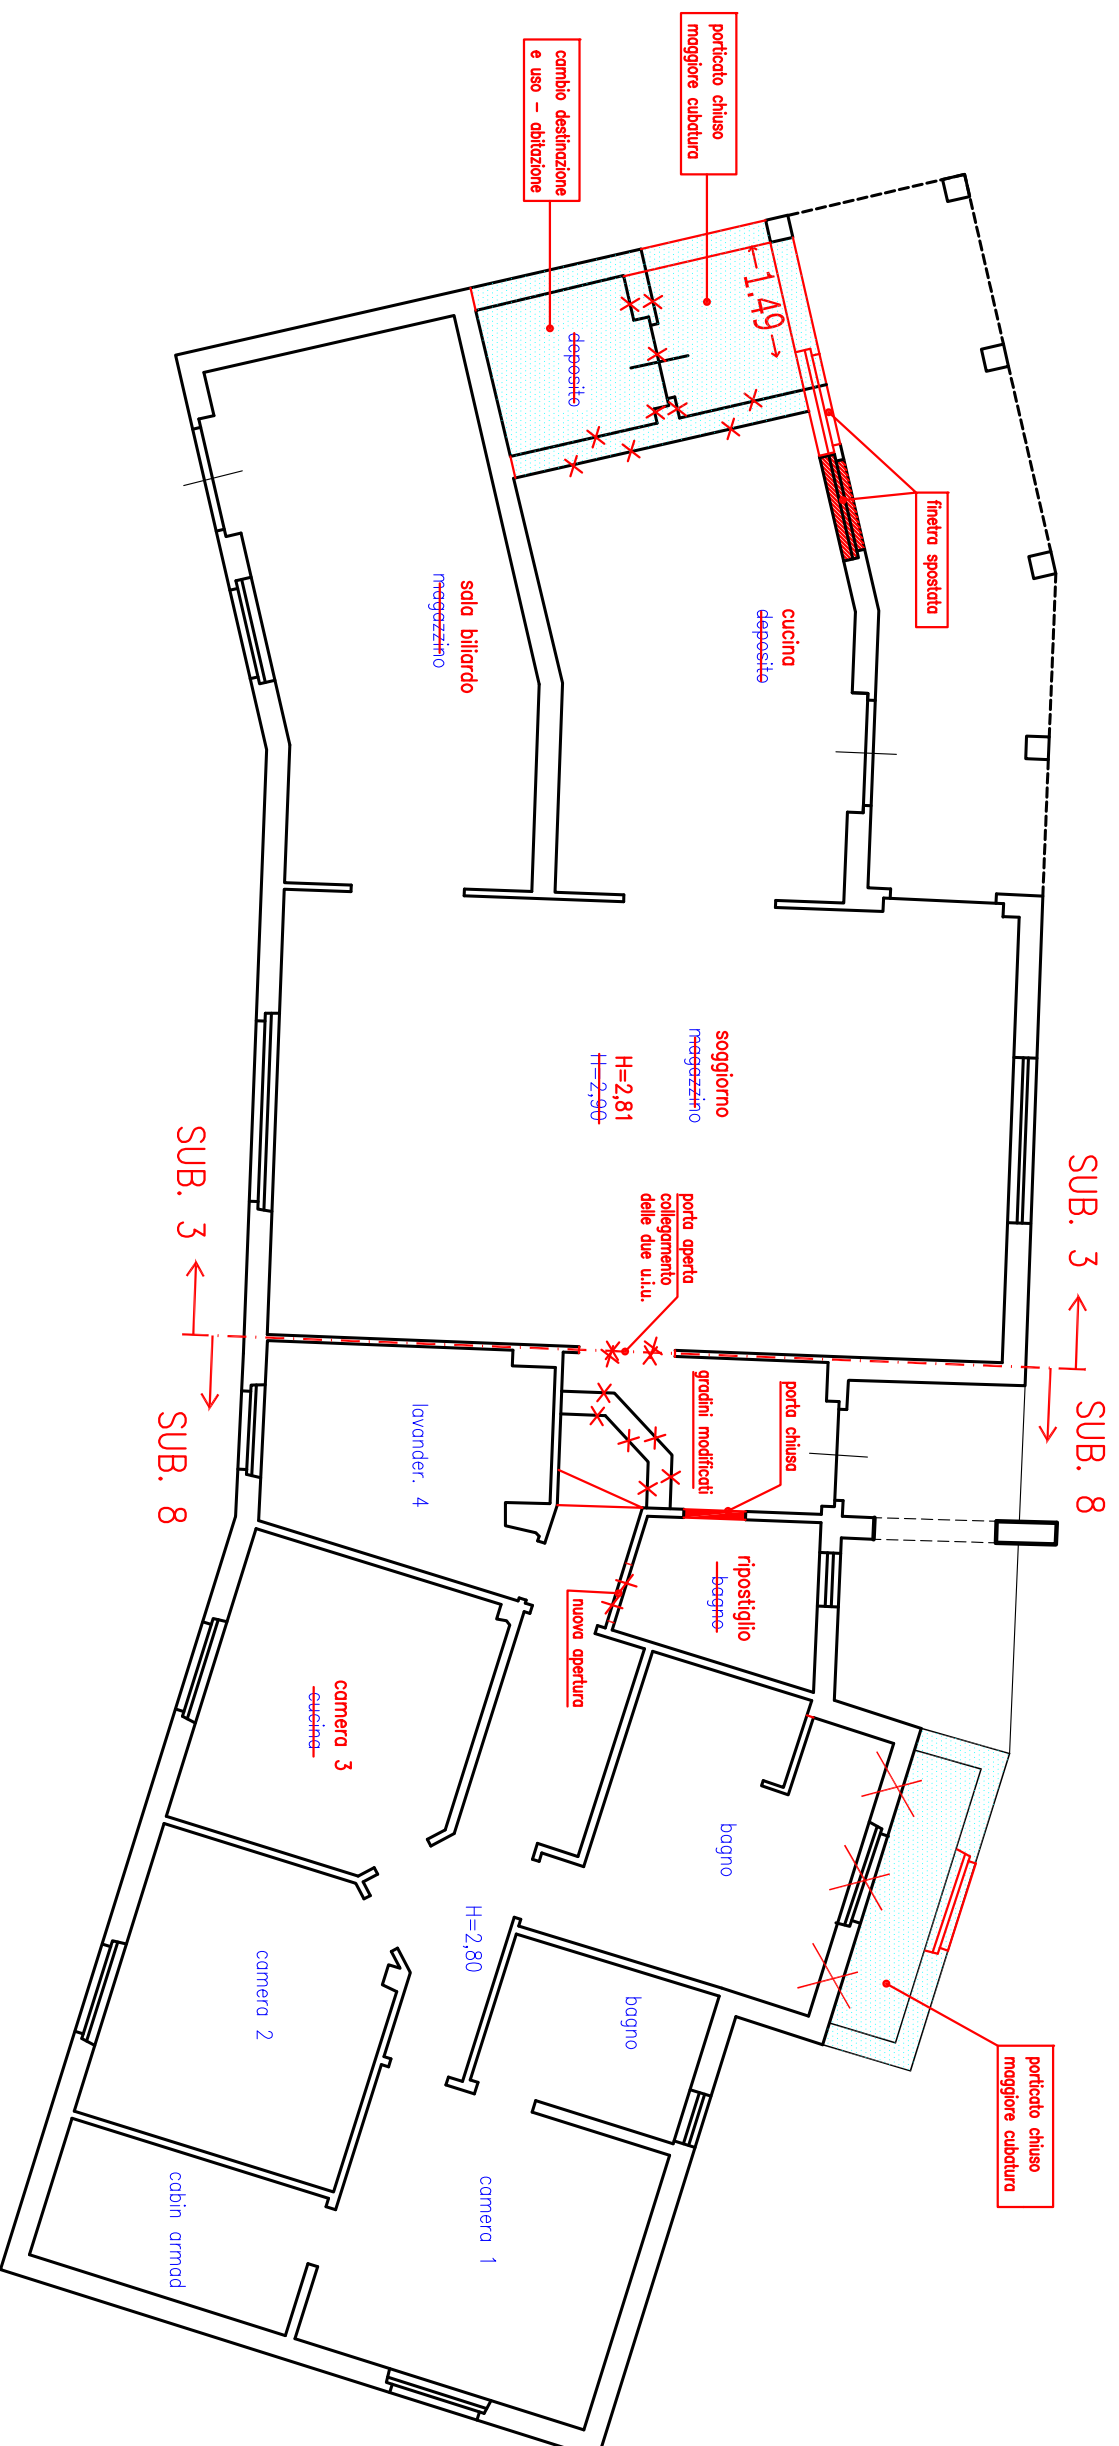 porticato chiuso
maggiore cubatura
cambio destinazione
e uso - abitazione
1.49
deposito
finetra spostata
cucina
deposito
sala biliardo
magazzino
soggiorno
magazzino
H=2,81
H=2,90
SUB. 3
SUB. 3
porta aperta
collegamento
delle due u.i.u.
SUB. 8
SUB. 8
porta chiusa
gradini modificati
lavander. 4
ripostiglio
bagno
nuova apertura
camera 3
cucina
bagno
H=2,80
camera 2
bagno
porticato chiuso
maggiore cubatura
camera 1
cabin armad